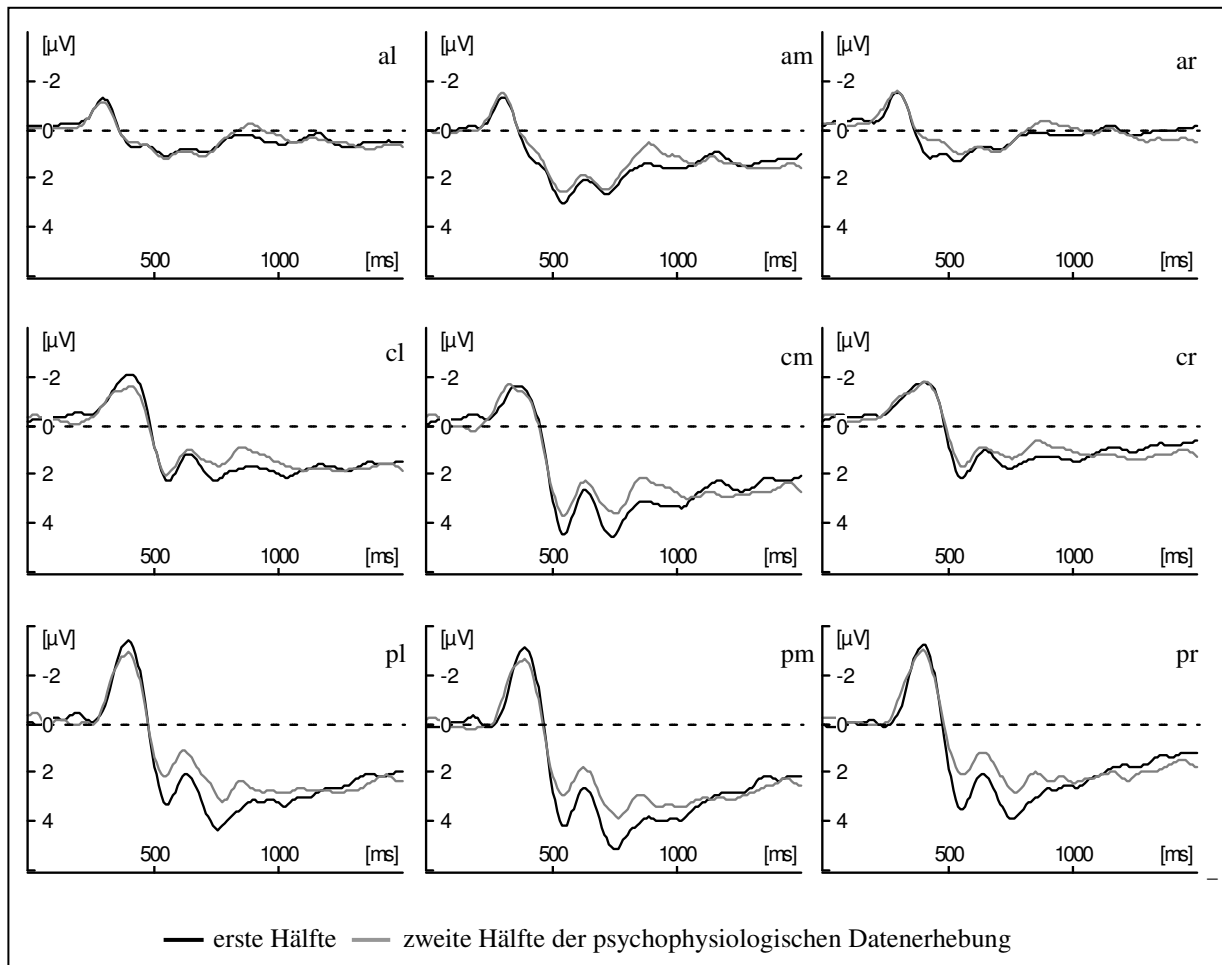 [µV] al
-2
0
2
4
500 1000 [ms]
[µV] am
-2
0
2
4
500 1000 [ms]
[µV] ar
-2
0
2
4
500 1000 [ms]
[µV] cl
-2
0
2
4
500 1000 [ms]
[µV] cm
-2
0
2
4
500 1000 [ms]
[µV] cr
-2
0
2
4
500 1000 [ms]
[µV] pl
-2
0
2
4
500 1000 [ms]
[µV] pm
-2
0
2
4
500 1000 [ms]
[µV] pr
-2
0
2
4
500 1000 [ms]
erste Hälfte zweite Hälfte der psychophysiologischen Datenerhebung